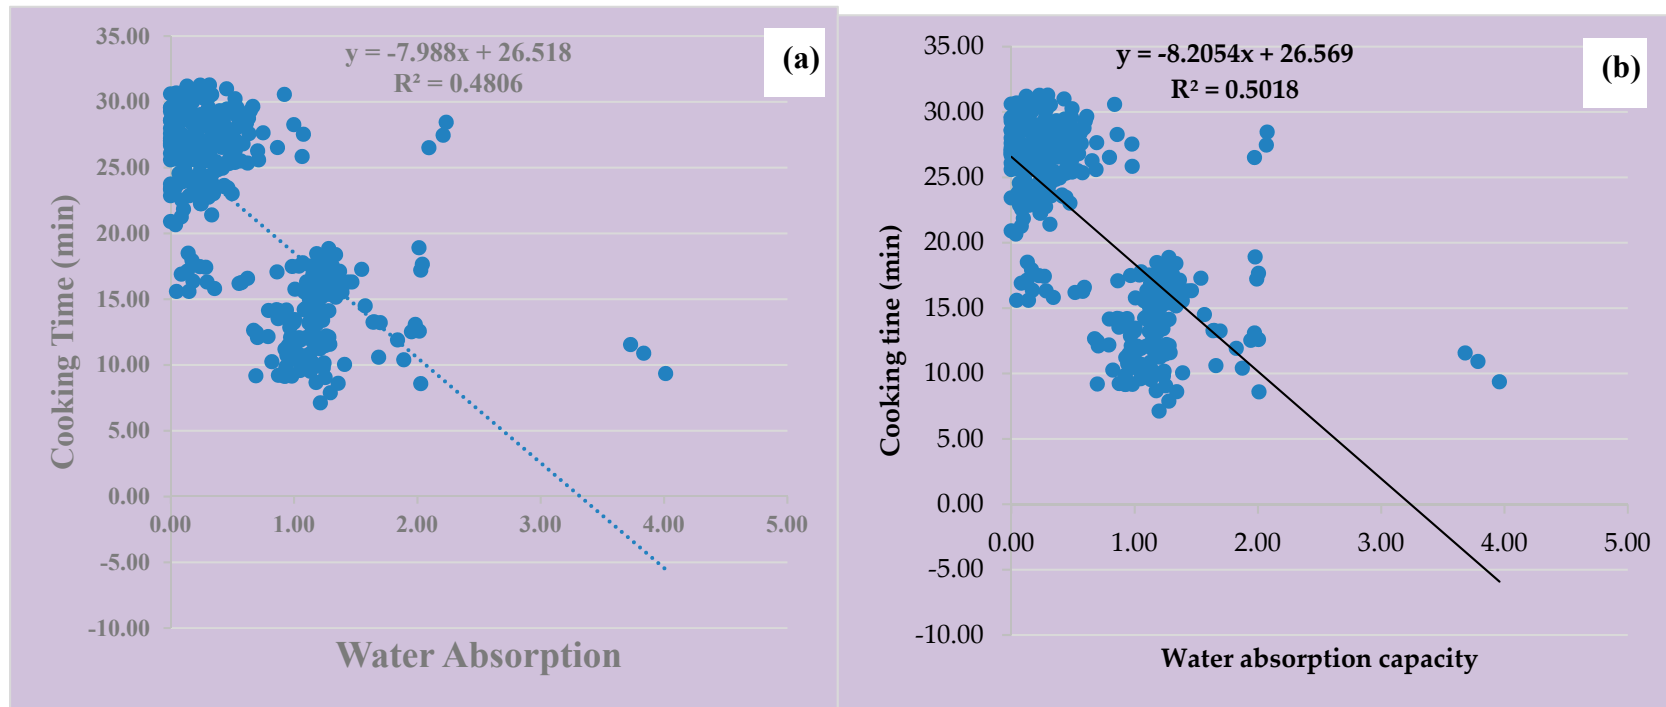 (a)
y = -7.988x + 26.518
R² = 0.4806
35.00
30.00
25.00
20.00
15.00
10.00
5.00
0.00
-5.00
-10.00
0.00 1.00 2.00 3.00 4.00 5.00
Cooking Time (min)
Water Absorption
(b)
y = -8.2054x + 26.569
R² = 0.5018
35.00
30.00
25.00
20.00
15.00
10.00
5.00
0.00
-5.00
-10.00
0.00 1.00 2.00 3.00 4.00 5.00
Cooking tine (min)
Water absorption capacity